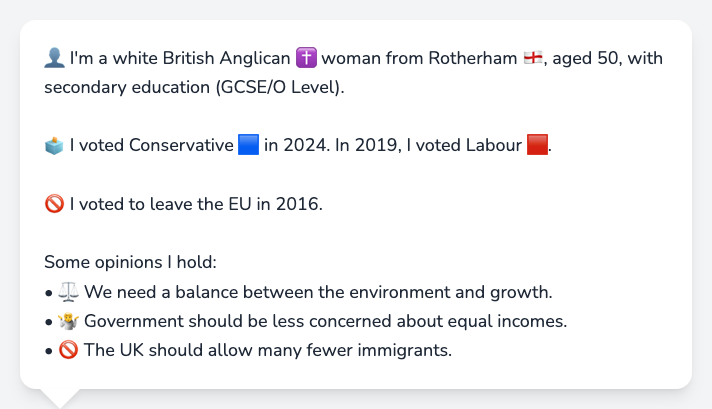 👤 I'm a white British Anglican ✝️ woman from Rotherham 🏴󠁧󠁢󠁥󠁮󠁧󠁿, aged 50, with
secondary education (GCSE/O Level).
🗳️ I voted Conservative 🟦 in 2024. In 2019, I voted Labour 🟥.
🚫 I voted to leave the EU in 2016.
Some opinions I hold:
• ⚖️ We need a balance between the environment and growth.
• 🤷 Government should be less concerned about equal incomes.
• 🚫 The UK should allow many fewer immigrants.